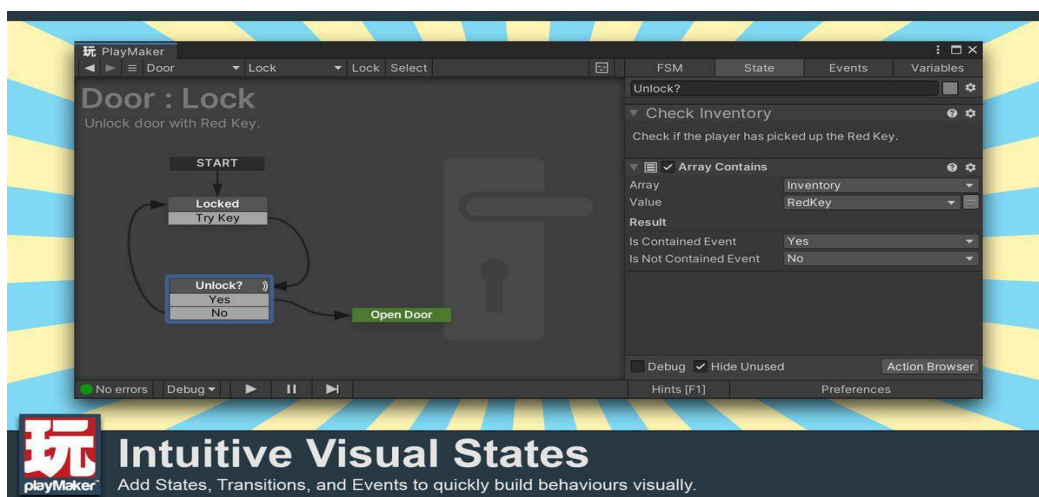 玩 PlayMaker
Door Lock Lock Select
FSM State Events Variables
Door : Lock
Unlock door with Red Key.
START
Locked
Try Key
Unlock?
Yes
No
Open Door
Unlock?
Check Inventory
Check if the player has picked up the Red Key.
Array Contains
Array Inventory
Value RedKey
Result
Is Contained Event Yes
Is Not Contained Event No
Debug Hide Unused Action Browser
No errors Debug Hints [F1] Preferences
玩
playMaker
Intuitive Visual States
Add States, Transitions, and Events to quickly build behaviours visually.